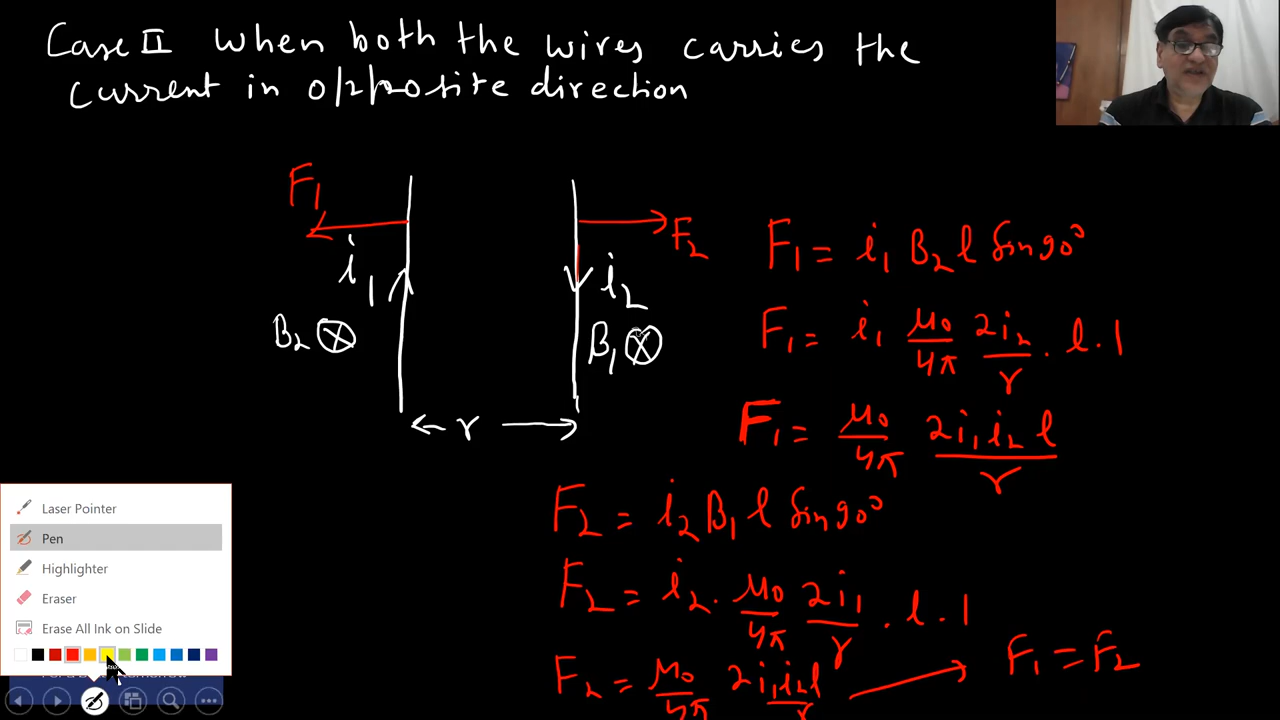 Case II When both the wires carries the
current in opposite direction
F₁
F₂
i₁
i₂
B₂ ⊗
B₁ ⊗
r
F₁ = i₁ B₂ l Sin90°
F₁ = i₁ μ₀/4π 2i₂/r . l . 1
F₁ = μ₀/4π 2i₁i₂ l/r
F₂ = i₂ B₁ l Sin90°
F₂ = i₂ . μ₀/4π 2i₁/r . l . 1
F₂ = μ₀/4π 2i₁i₂l/r → F₁ = F₂
Laser Pointer
Pen
Highlighter
Eraser
Erase All Ink on Slide